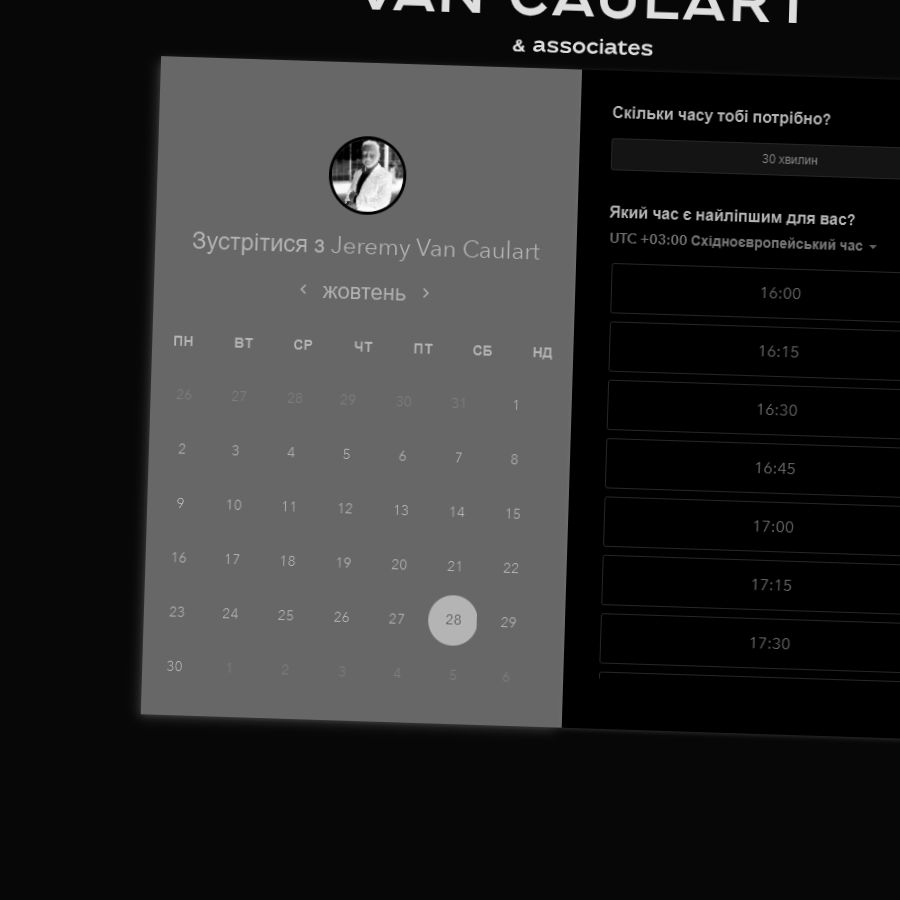 VAN CAULART
& associates
Зустрітися з Jeremy Van Caulart
жовтень
ПН ВТ СР ЧТ ПТ СБ НД
26 27 28 29 30 31 1
2 3 4 5 6 7 8
9 10 11 12 13 14 15
16 17 18 19 20 21 22
23 24 25 26 27 28 29
30 1 2 3 4 5 6
Скільки часу тобі потрібно?
30 хвилин
Який час є найліпшим для вас?
UTC +03:00 Східноєвропейський час
16:00
16:15
16:30
16:45
17:00
17:15
17:30